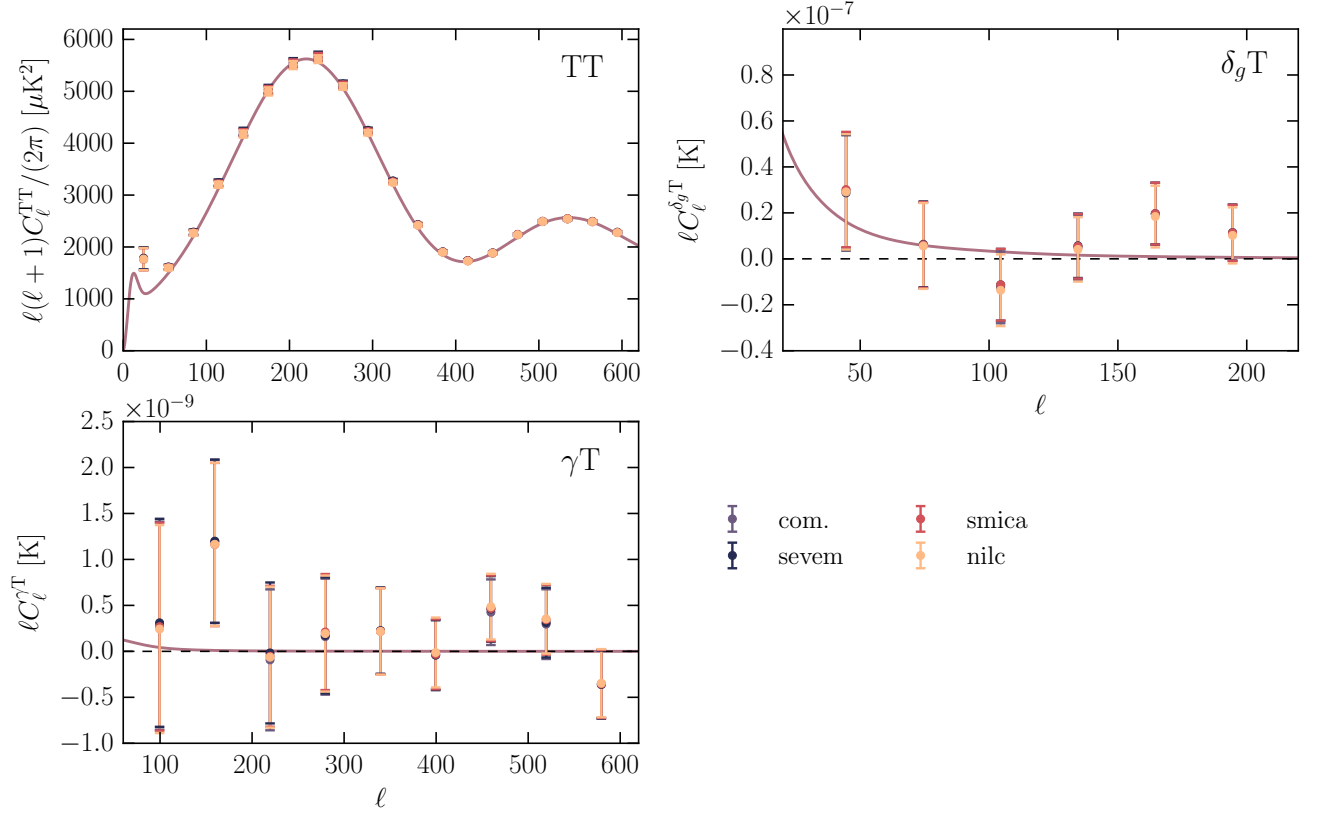 TT
ℓ(ℓ + 1)C_ℓ^TT/(2π) [μK²]
6000
5000
4000
3000
2000
1000
0
0 100 200 300 400 500 600
×10⁻⁷
δ_gT
ℓC_ℓ^{δ_gT} [K]
0.8
0.6
0.4
0.2
0.0
−0.2
−0.4
50 100 150 200
ℓ
×10⁻⁹
γT
ℓC_ℓ^{γT} [K]
2.5
2.0
1.5
1.0
0.5
0.0
−0.5
−1.0
100 200 300 400 500 600
ℓ
com.
sevem
smica
nilc